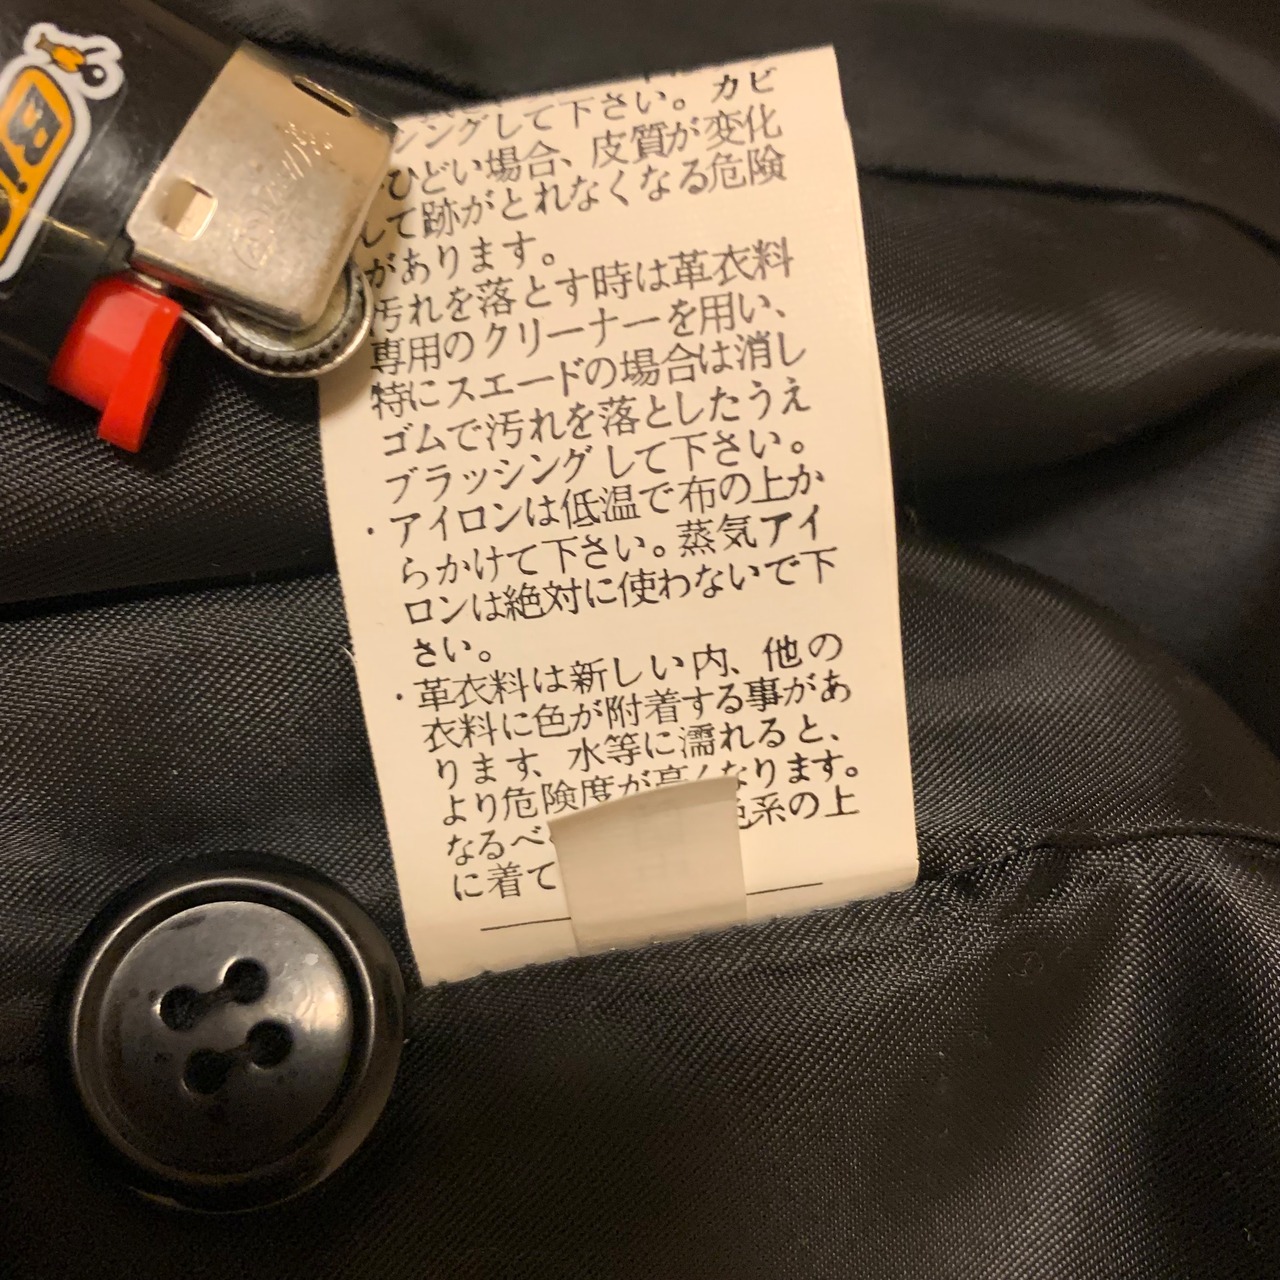 BiC
シングして下さい。カビ
ひどい場合、皮質が変化
して跡がとれなくなる危険
があります。
汚れを落とす時は革衣料
専用のクリーナーを用い、
特にスエードの場合は消し
ゴムで汚れを落としたうえ
ブラッシングして下さい。
・アイロンは低温で布の上か
らかけて下さい。蒸気アイ
ロンは絶対に使わないで下
さい。
・革衣料は新しい内、他の
衣料に色が附着する事があ
ります、水等に濡れると、
より危険度が高くなります。
なるべ 色系の上
に着て